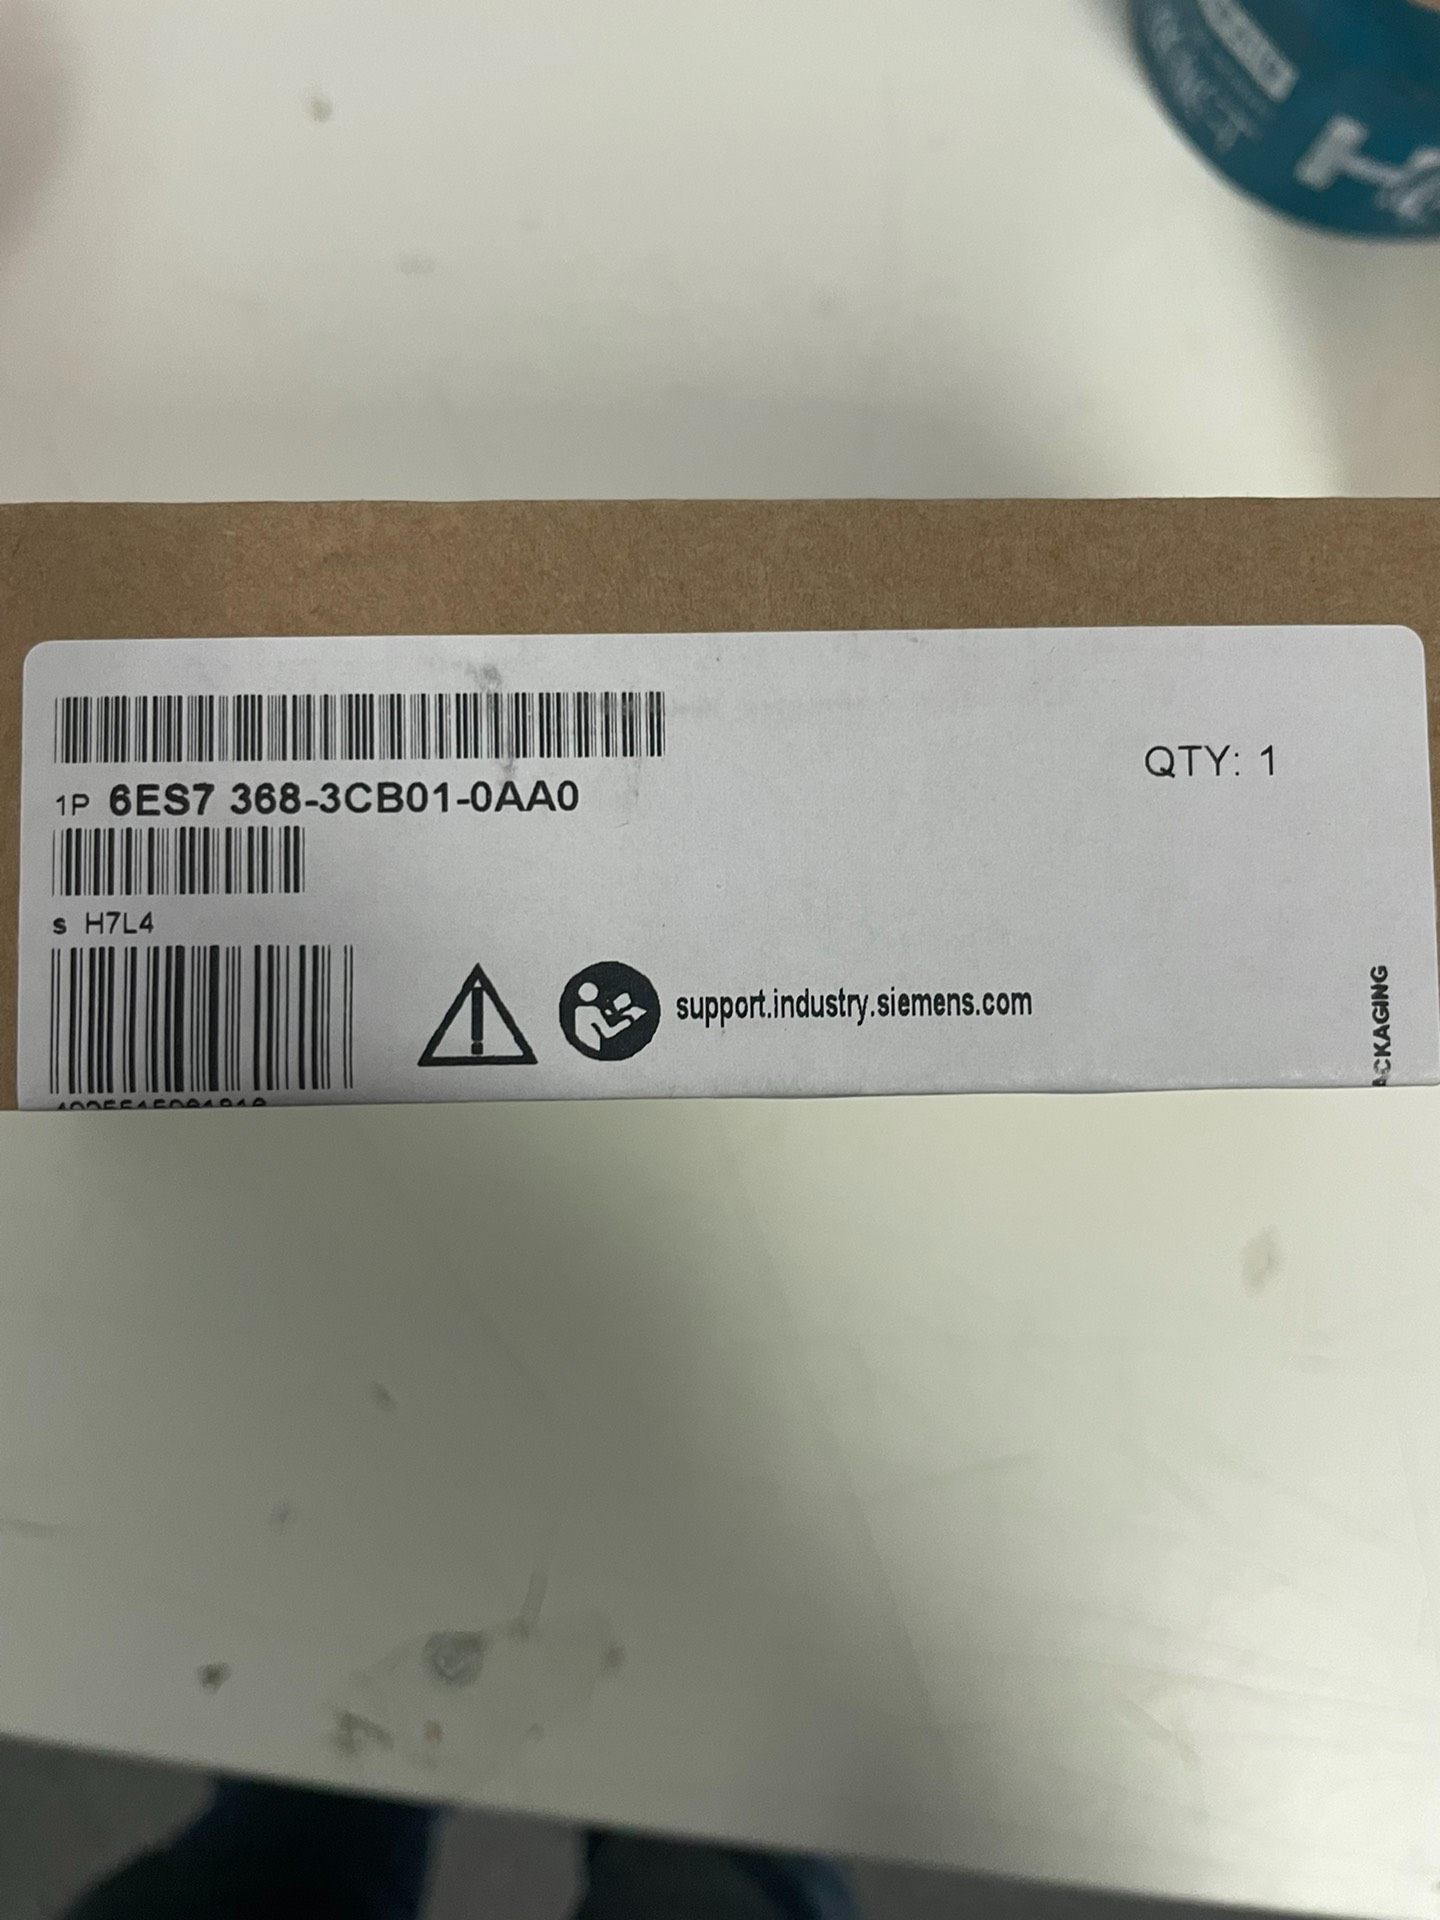 1P 6ES7 368-3CB01-0AA0
QTY: 1
s H7L4
support.industry.siemens.com